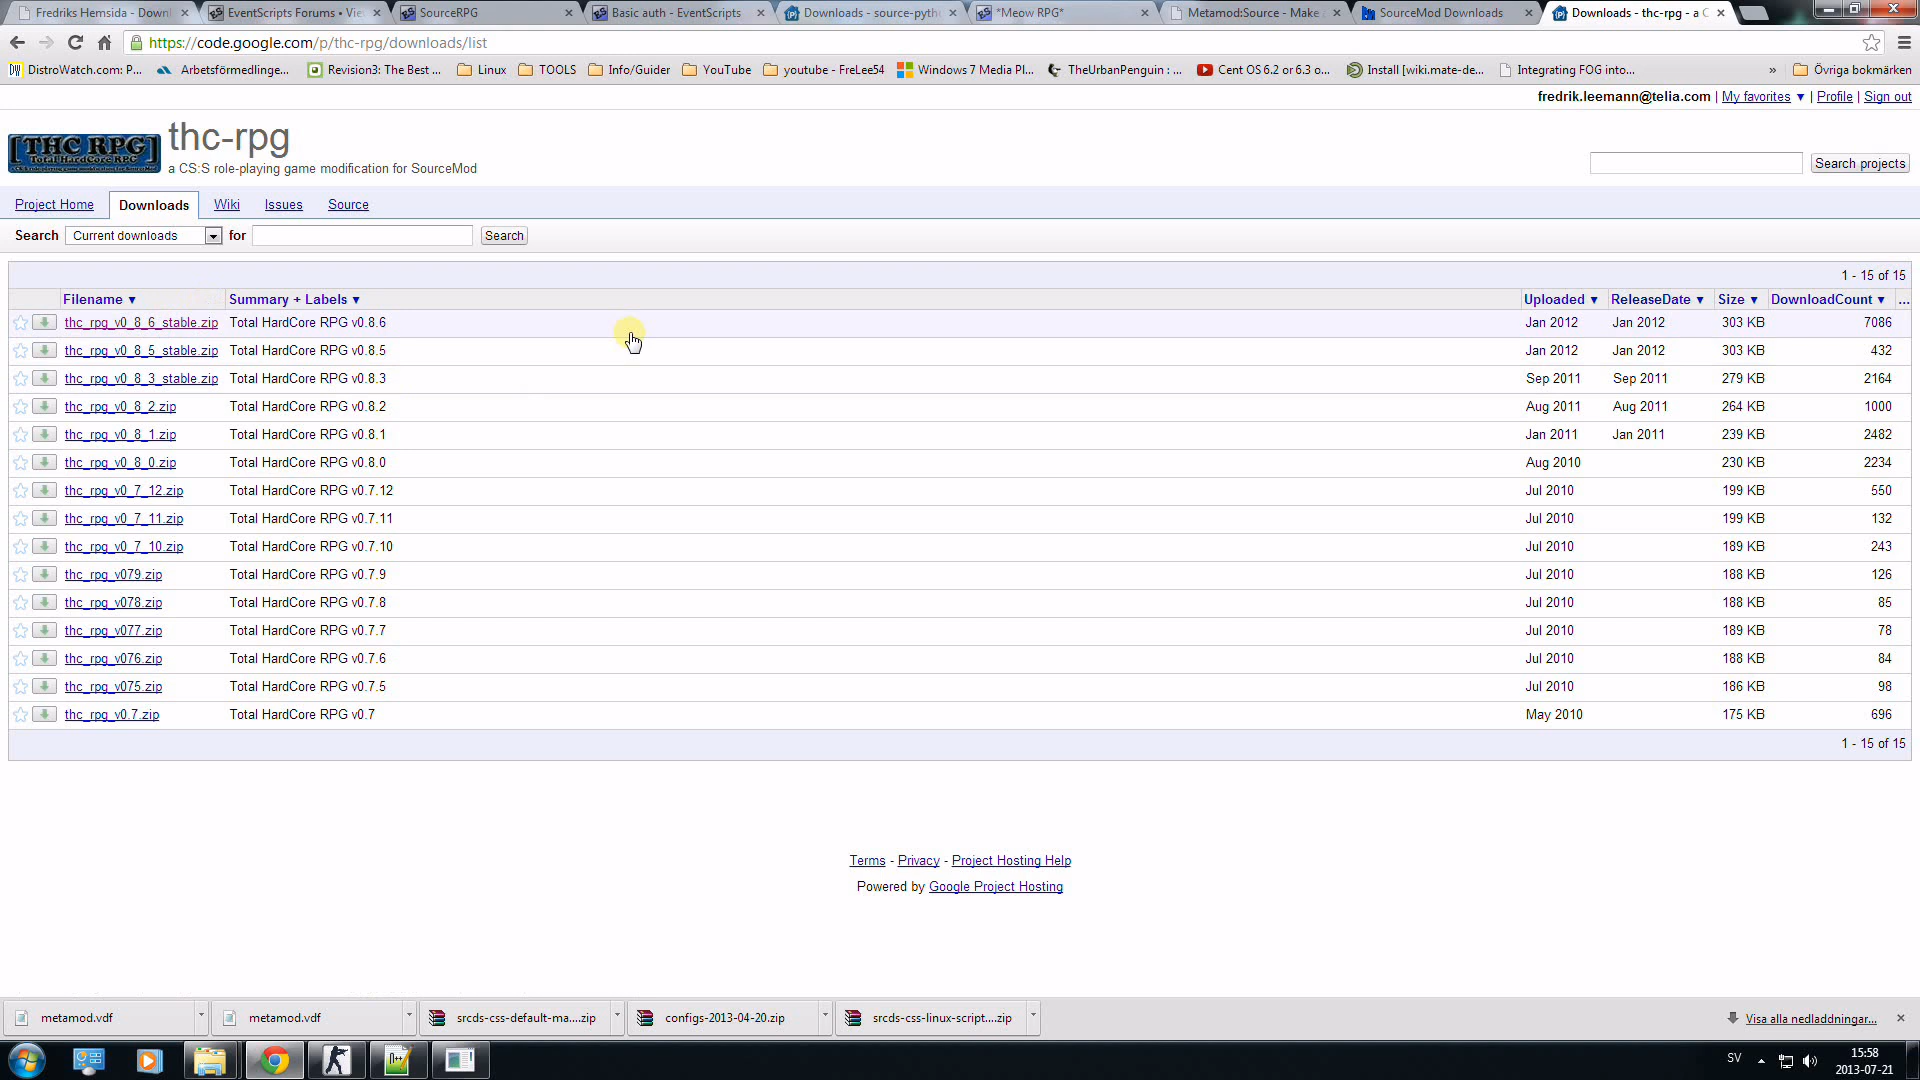 Fredriks Hemsida - Downl
EventScripts Forums • Vie
SourceRPG
Basic auth - EventScripts
Downloads - source-pyth
*Meow RPG*
Metamod:Source - Make
SourceMod Downloads
Downloads - thc-rpg - a C
https://code.google.com/p/thc-rpg/downloads/list
DistroWatch.com: P...
Arbetsförmedlinge...
Revision3: The Best ...
Linux
TOOLS
Info/Guider
YouTube
youtube - FreLee54
Windows 7 Media Pl...
TheUrbanPenguin : ...
Cent OS 6.2 or 6.3 o...
Install [wiki.mate-de...
Integrating FOG into...
»
Övriga bokmärken
fredrik.leemann@telia.com | My favorites ▼ | Profile | Sign out
[THC RPG]
Total HardCore RPG
thc-rpg
a CS:S role-playing game modification for SourceMod
Search projects
Project Home Downloads Wiki Issues Source
Search Current downloads for Search
1 - 15 of 15
Filename ▼ Summary + Labels ▼ Uploaded ▼ ReleaseDate ▼ Size ▼ DownloadCount ▼ ...
thc_rpg_v0_8_6_stable.zip Total HardCore RPG v0.8.6 Jan 2012 Jan 2012 303 KB 7086
thc_rpg_v0_8_5_stable.zip Total HardCore RPG v0.8.5 Jan 2012 Jan 2012 303 KB 432
thc_rpg_v0_8_3_stable.zip Total HardCore RPG v0.8.3 Sep 2011 Sep 2011 279 KB 2164
thc_rpg_v0_8_2.zip Total HardCore RPG v0.8.2 Aug 2011 Aug 2011 264 KB 1000
thc_rpg_v0_8_1.zip Total HardCore RPG v0.8.1 Jan 2011 Jan 2011 239 KB 2482
thc_rpg_v0_8_0.zip Total HardCore RPG v0.8.0 Aug 2010 230 KB 2234
thc_rpg_v0_7_12.zip Total HardCore RPG v0.7.12 Jul 2010 199 KB 550
thc_rpg_v0_7_11.zip Total HardCore RPG v0.7.11 Jul 2010 199 KB 132
thc_rpg_v0_7_10.zip Total HardCore RPG v0.7.10 Jul 2010 189 KB 243
thc_rpg_v079.zip Total HardCore RPG v0.7.9 Jul 2010 188 KB 126
thc_rpg_v078.zip Total HardCore RPG v0.7.8 Jul 2010 188 KB 85
thc_rpg_v077.zip Total HardCore RPG v0.7.7 Jul 2010 189 KB 78
thc_rpg_v076.zip Total HardCore RPG v0.7.6 Jul 2010 188 KB 84
thc_rpg_v075.zip Total HardCore RPG v0.7.5 Jul 2010 186 KB 98
thc_rpg_v0.7.zip Total HardCore RPG v0.7 May 2010 175 KB 696
1 - 15 of 15
Terms - Privacy - Project Hosting Help
Powered by Google Project Hosting
metamod.vdf
metamod.vdf
srcds-css-default-ma....zip
configs-2013-04-20.zip
srcds-css-linux-script....zip
Visa alla nedladdningar...
SV
15:58
2013-07-21